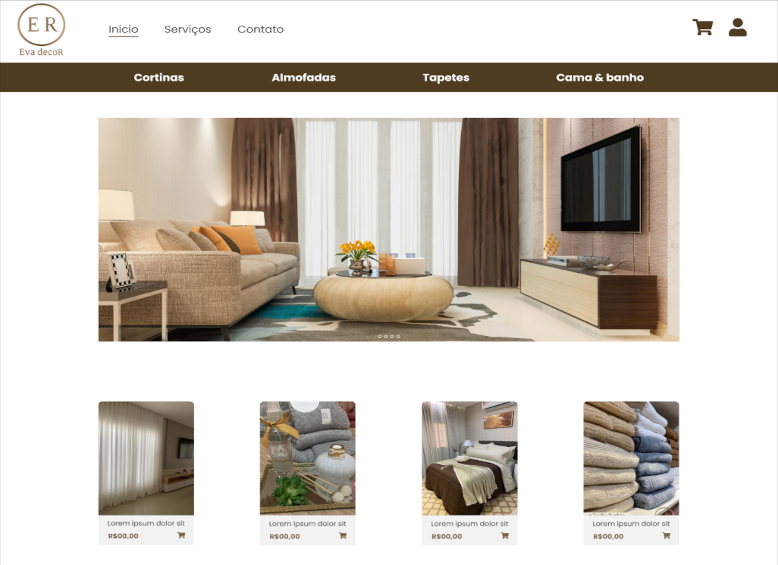 E R
Eva decoR
Início
Serviços
Contato
Cortinas
Almofadas
Tapetes
Cama & banho
Lorem ipsum dolor sit
R$00,00
Lorem ipsum dolor sit
R$00,00
Lorem ipsum dolor sit
R$00,00
Lorem ipsum dolor sit
R$00,00